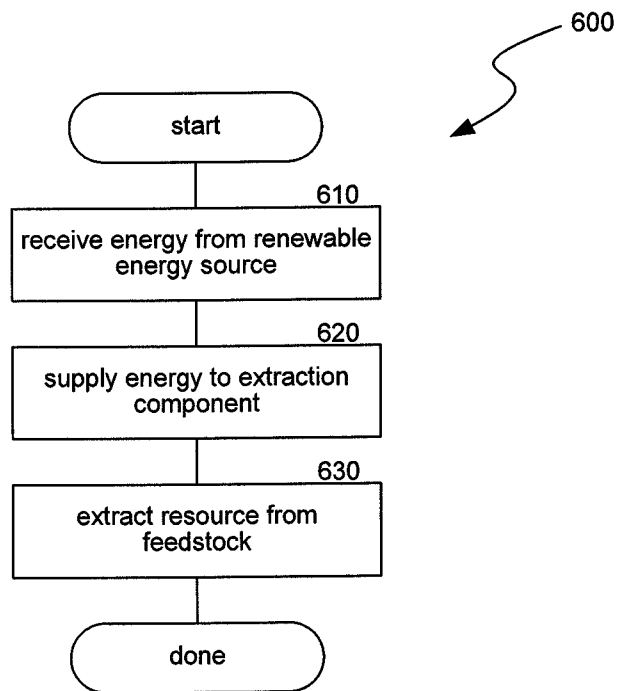 600
start
610
receive energy from renewable
energy source
620
supply energy to extraction
component
630
extract resource from
feedstock
done